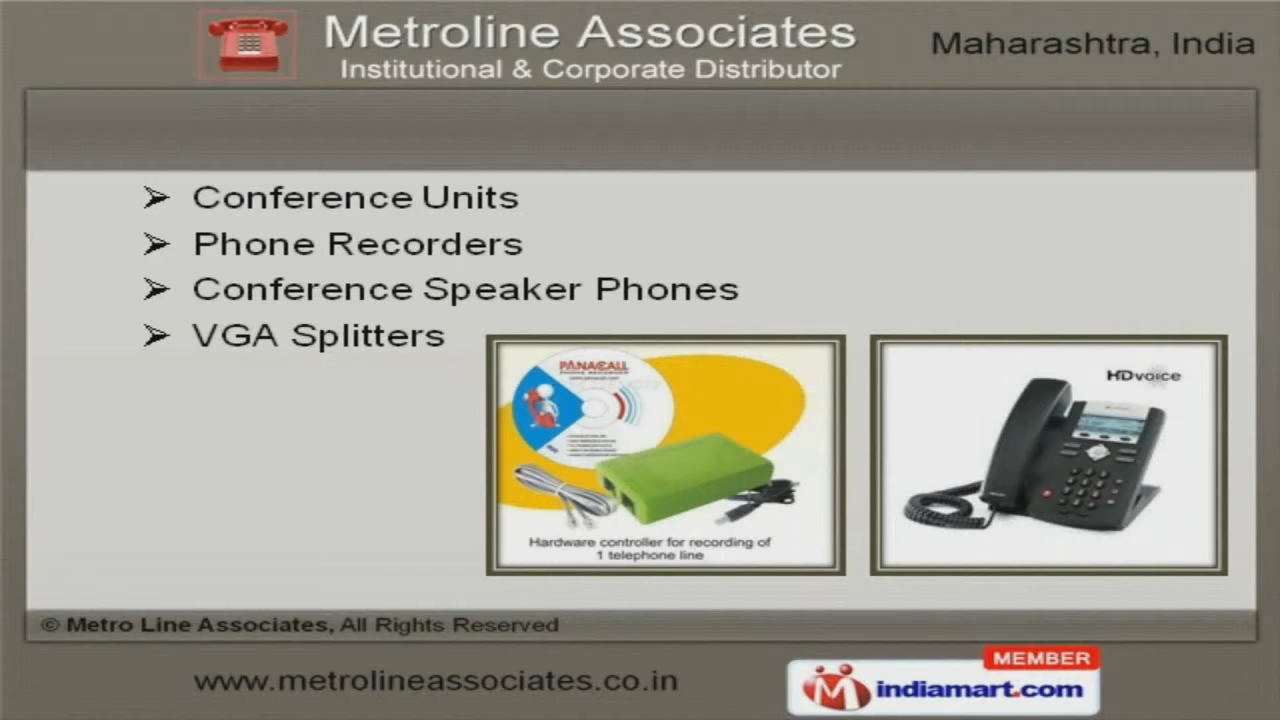 Metroline Associates
Institutional & Corporate Distributor
Maharashtra, India
➢ Conference Units
➢ Phone Recorders
➢ Conference Speaker Phones
➢ VGA Splitters
PANACALL
PHONE RECORDER
HDvoice
Hardware controller for recording of
1 telephone line
© Metro Line Associates, All Rights Reserved
www.metrolineassociates.co.in
MEMBER
indiamart.com